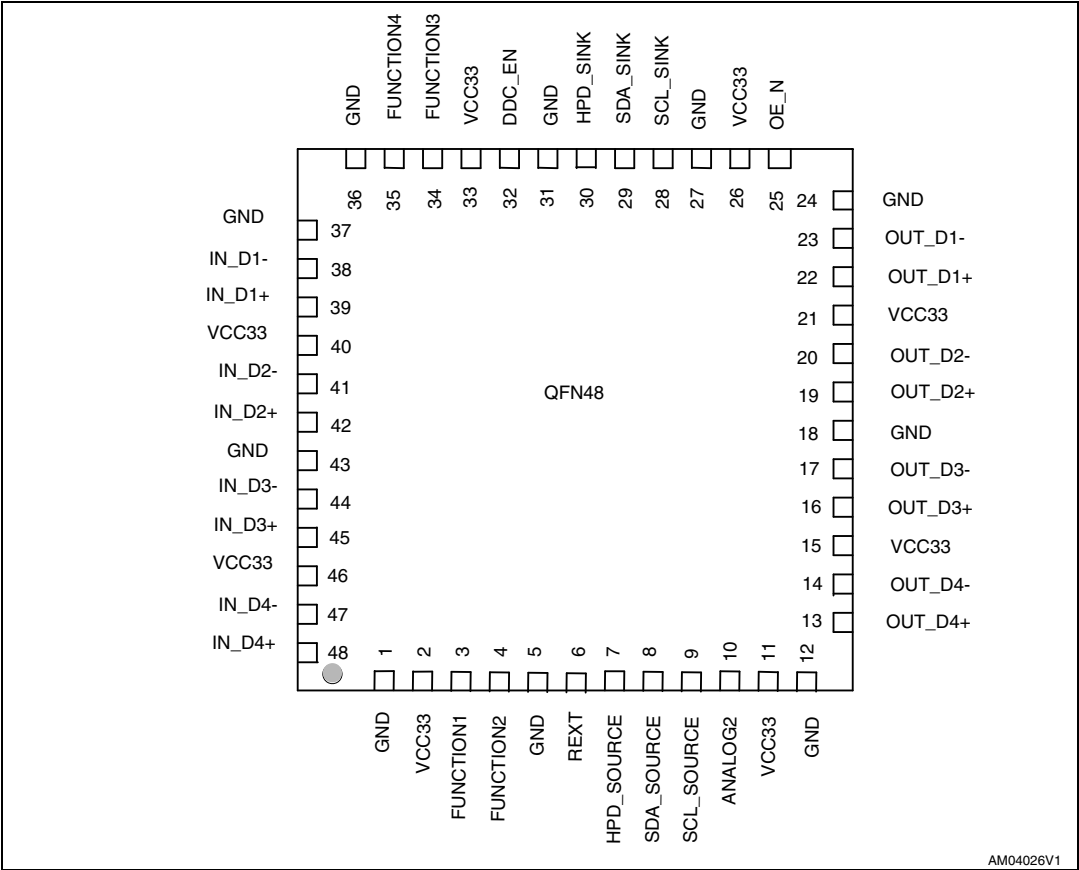 GND
FUNCTION4
FUNCTION3
VCC33
DDC_EN
GND
HPD_SINK
SDA_SINK
SCL_SINK
GND
VCC33
OE_N
36
35
34
33
32
31
30
29
28
27
26
25
GND
37
IN_D1-
38
IN_D1+
39
VCC33
40
IN_D2-
41
IN_D2+
42
GND
43
IN_D3-
44
IN_D3+
45
VCC33
46
IN_D4-
47
IN_D4+
48
QFN48
24
GND
23
OUT_D1-
22
OUT_D1+
21
VCC33
20
OUT_D2-
19
OUT_D2+
18
GND
17
OUT_D3-
16
OUT_D3+
15
VCC33
14
OUT_D4-
13
OUT_D4+
1
2
3
4
5
6
7
8
9
10
11
12
GND
VCC33
FUNCTION1
FUNCTION2
GND
REXT
HPD_SOURCE
SDA_SOURCE
SCL_SOURCE
ANALOG2
VCC33
GND
AM04026V1